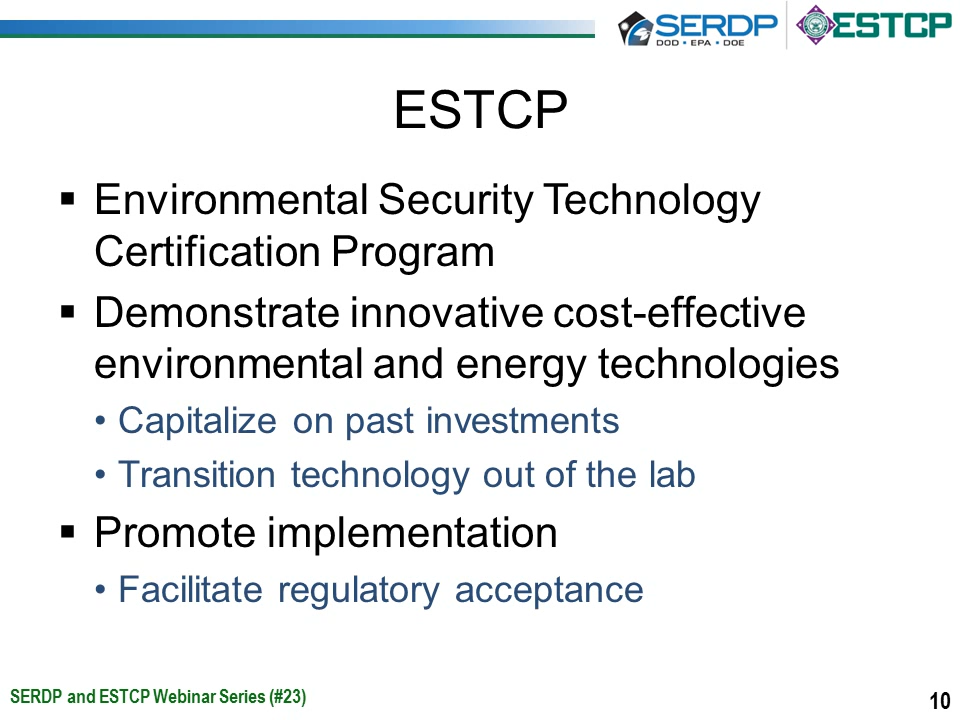 SERDP
DOD • EPA • DOE
ESTCP
ESTCP
▪ Environmental Security Technology
Certification Program
▪ Demonstrate innovative cost-effective
environmental and energy technologies
• Capitalize on past investments
• Transition technology out of the lab
▪ Promote implementation
• Facilitate regulatory acceptance
SERDP and ESTCP Webinar Series (#23)
10